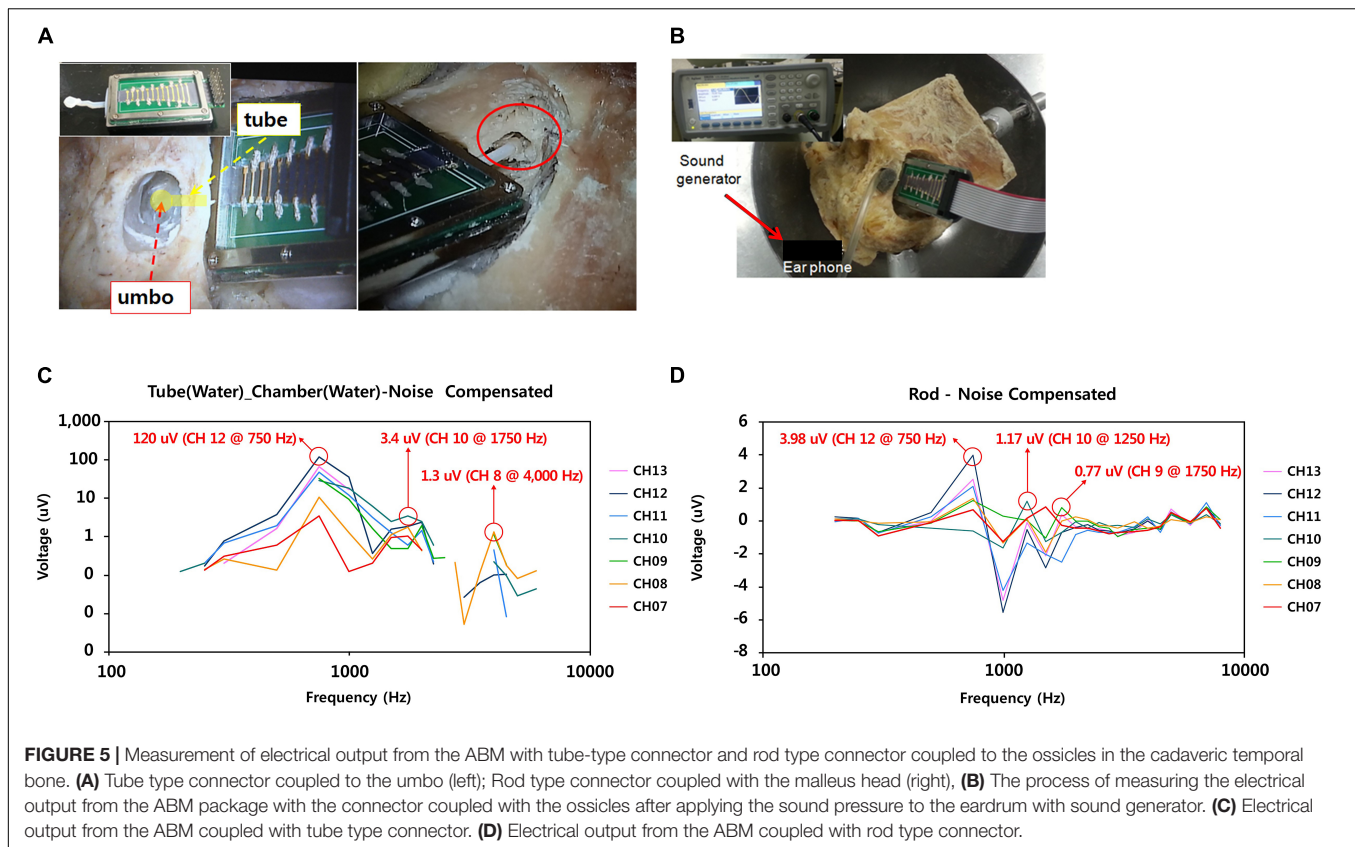 A
tube
umbo
B
Sound
generator
Ear phone
C
Tube(Water)_Chamber(Water)-Noise Compensated
1,000
100
10
1
0
0
0
Voltage (uV)
120 uV (CH 12 @ 750 Hz)
3.4 uV (CH 10 @ 1750 Hz)
1.3 uV (CH 8 @ 4,000 Hz)
CH13
CH12
CH11
CH10
CH09
CH08
CH07
100
1000
10000
Frequency (Hz)
D
Rod - Noise Compensated
6
4
2
0
-2
-4
-6
-8
Voltage (uV)
3.98 uV (CH 12 @ 750 Hz)
1.17 uV (CH 10 @ 1250 Hz)
0.77 uV (CH 9 @ 1750 Hz)
CH13
CH12
CH11
CH10
CH09
CH08
CH07
100
1000
10000
Frequency (Hz)
FIGURE 5 | Measurement of electrical output from the ABM with tube-type connector and rod type connector coupled to the ossicles in the cadaveric temporal
bone. (A) Tube type connector coupled to the umbo (left); Rod type connector coupled with the malleus head (right), (B) The process of measuring the electrical
output from the ABM package with the connector coupled with the ossicles after applying the sound pressure to the eardrum with sound generator. (C) Electrical
output from the ABM coupled with tube type connector. (D) Electrical output from the ABM coupled with rod type connector.